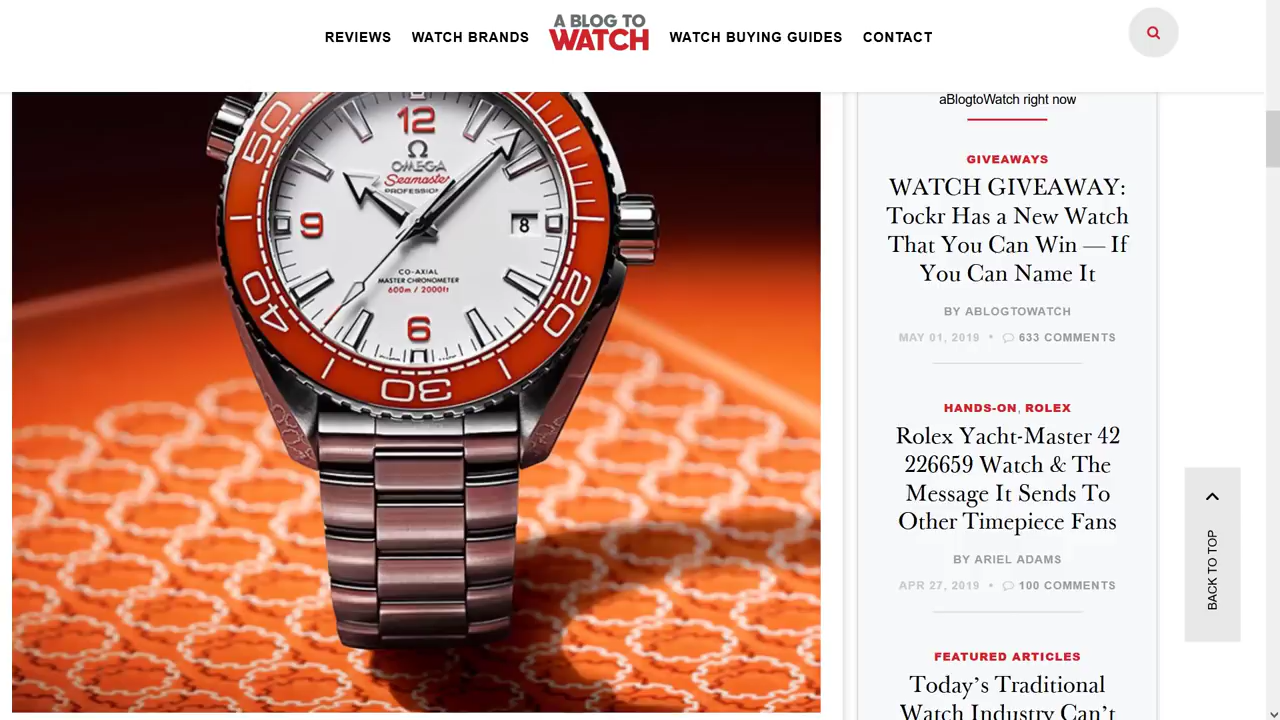 REVIEWS
WATCH BRANDS
A BLOG TO
WATCH
WATCH BUYING GUIDES
CONTACT
50
12
Ω
OMEGA
Seamaster
PROFESSIONAL
9
8
CO-AXIAL
MASTER CHRONOMETER
600m / 2000ft
40
20
6
30
aBlogtoWatch right now
GIVEAWAYS
WATCH GIVEAWAY:
Tockr Has a New Watch
That You Can Win — If
You Can Name It
BY ABLOGTOWATCH
MAY 01, 2019 • 633 COMMENTS
HANDS-ON, ROLEX
Rolex Yacht-Master 42
226659 Watch & The
Message It Sends To
Other Timepiece Fans
BY ARIEL ADAMS
APR 27, 2019 • 100 COMMENTS
FEATURED ARTICLES
Today’s Traditional
Watch Industry Can’t
BACK TO TOP